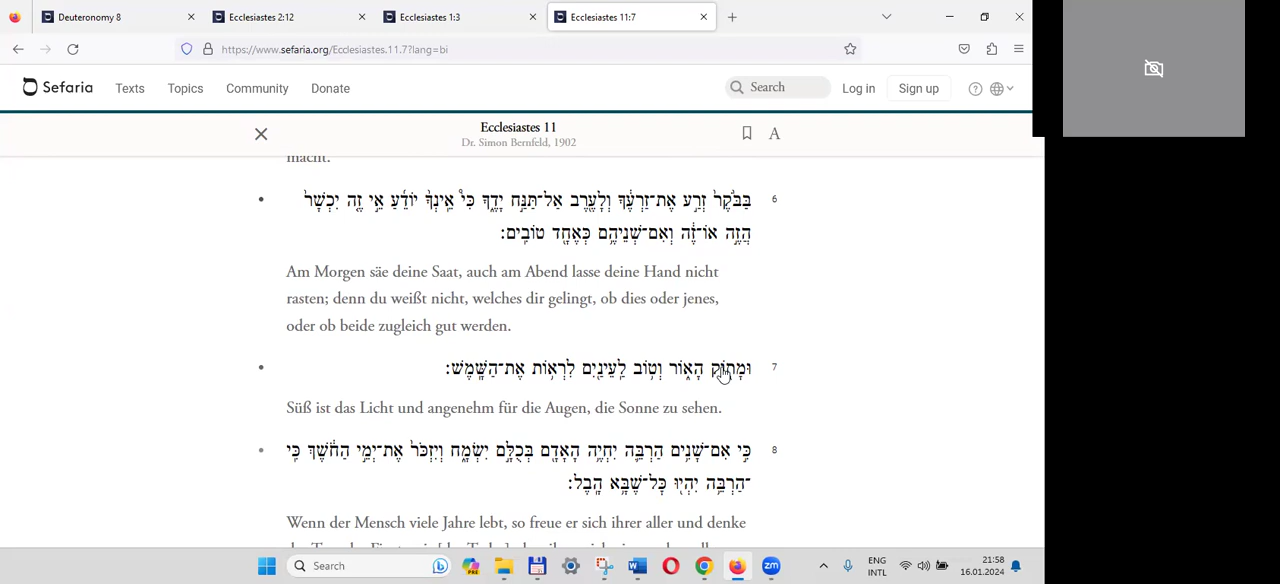 Deuteronomy 8
Ecclesiastes 2:12
Ecclesiastes 1:3
Ecclesiastes 11:7
https://www.sefaria.org/Ecclesiastes.11.7?lang=bi
Sefaria Texts Topics Community Donate Search Log in Sign up
Ecclesiastes 11
Dr. Simon Bernfeld, 1902
macht.
6
בַּבֹּ֙קֶר֙ זְרַ֣ע אֶת־זַרְעֶ֔ךָ וְלָעֶ֖רֶב אַל־תַּנַּ֣ח יָדֶ֑ךָ כִּי֩ אֵֽינְךָ֨ יוֹדֵ֜עַ אֵ֣י זֶ֤ה יִכְשָׁר֙
הֲזֶ֣ה אוֹ־זֶ֔ה וְאִם־שְׁנֵיהֶ֥ם כְּאֶחָ֖ד טוֹבִֽים׃
Am Morgen säe deine Saat, auch am Abend lasse deine Hand nicht
rasten; denn du weißt nicht, welches dir gelingt, ob dies oder jenes,
oder ob beide zugleich gut werden.
7
וּמָת֖וֹק הָא֑וֹר וְט֥וֹב לַֽעֵינַ֖יִם לִרְא֥וֹת אֶת־הַשָּֽׁמֶשׁ׃
Süß ist das Licht und angenehm für die Augen, die Sonne zu sehen.
8
כִּ֣י אִם־שָׁנִ֥ים הַרְבֵּ֛ה יִחְיֶ֥ה הָאָדָ֖ם בְּכֻלָּ֣ם יִשְׂמָ֑ח וְיִזְכֹּר֙ אֶת־יְמֵ֣י הַחֹ֔שֶׁךְ כִּֽי
־הַרְבֵּ֥ה יִהְי֖וּ כׇּל־שֶׁבָּ֥א הָֽבֶל׃
Wenn der Mensch viele Jahre lebt, so freue er sich ihrer aller und denke
Search
PRE
W
zm
ENG
INTL
21:58
16.01.2024